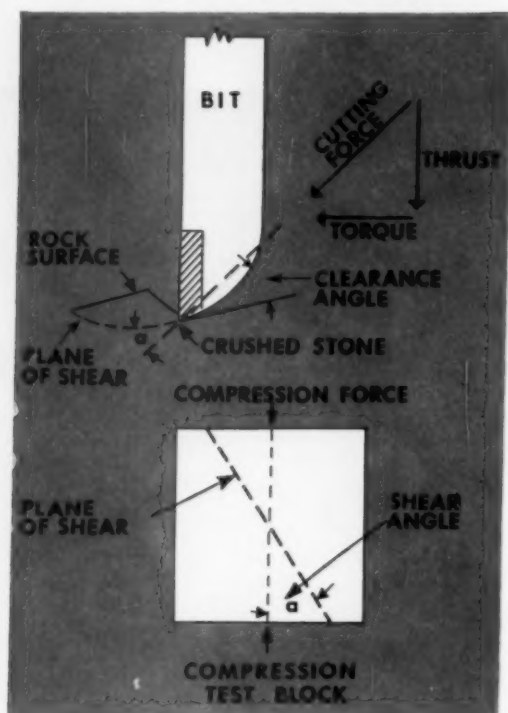 BIT
CUTTING
FORCE
THRUST
TORQUE
ROCK
SURFACE
CLEARANCE
ANGLE
a
PLANE
OF SHEAR
CRUSHED STONE
COMPRESSION FORCE
PLANE
OF SHEAR
SHEAR
ANGLE
a
COMPRESSION
TEST BLOCK